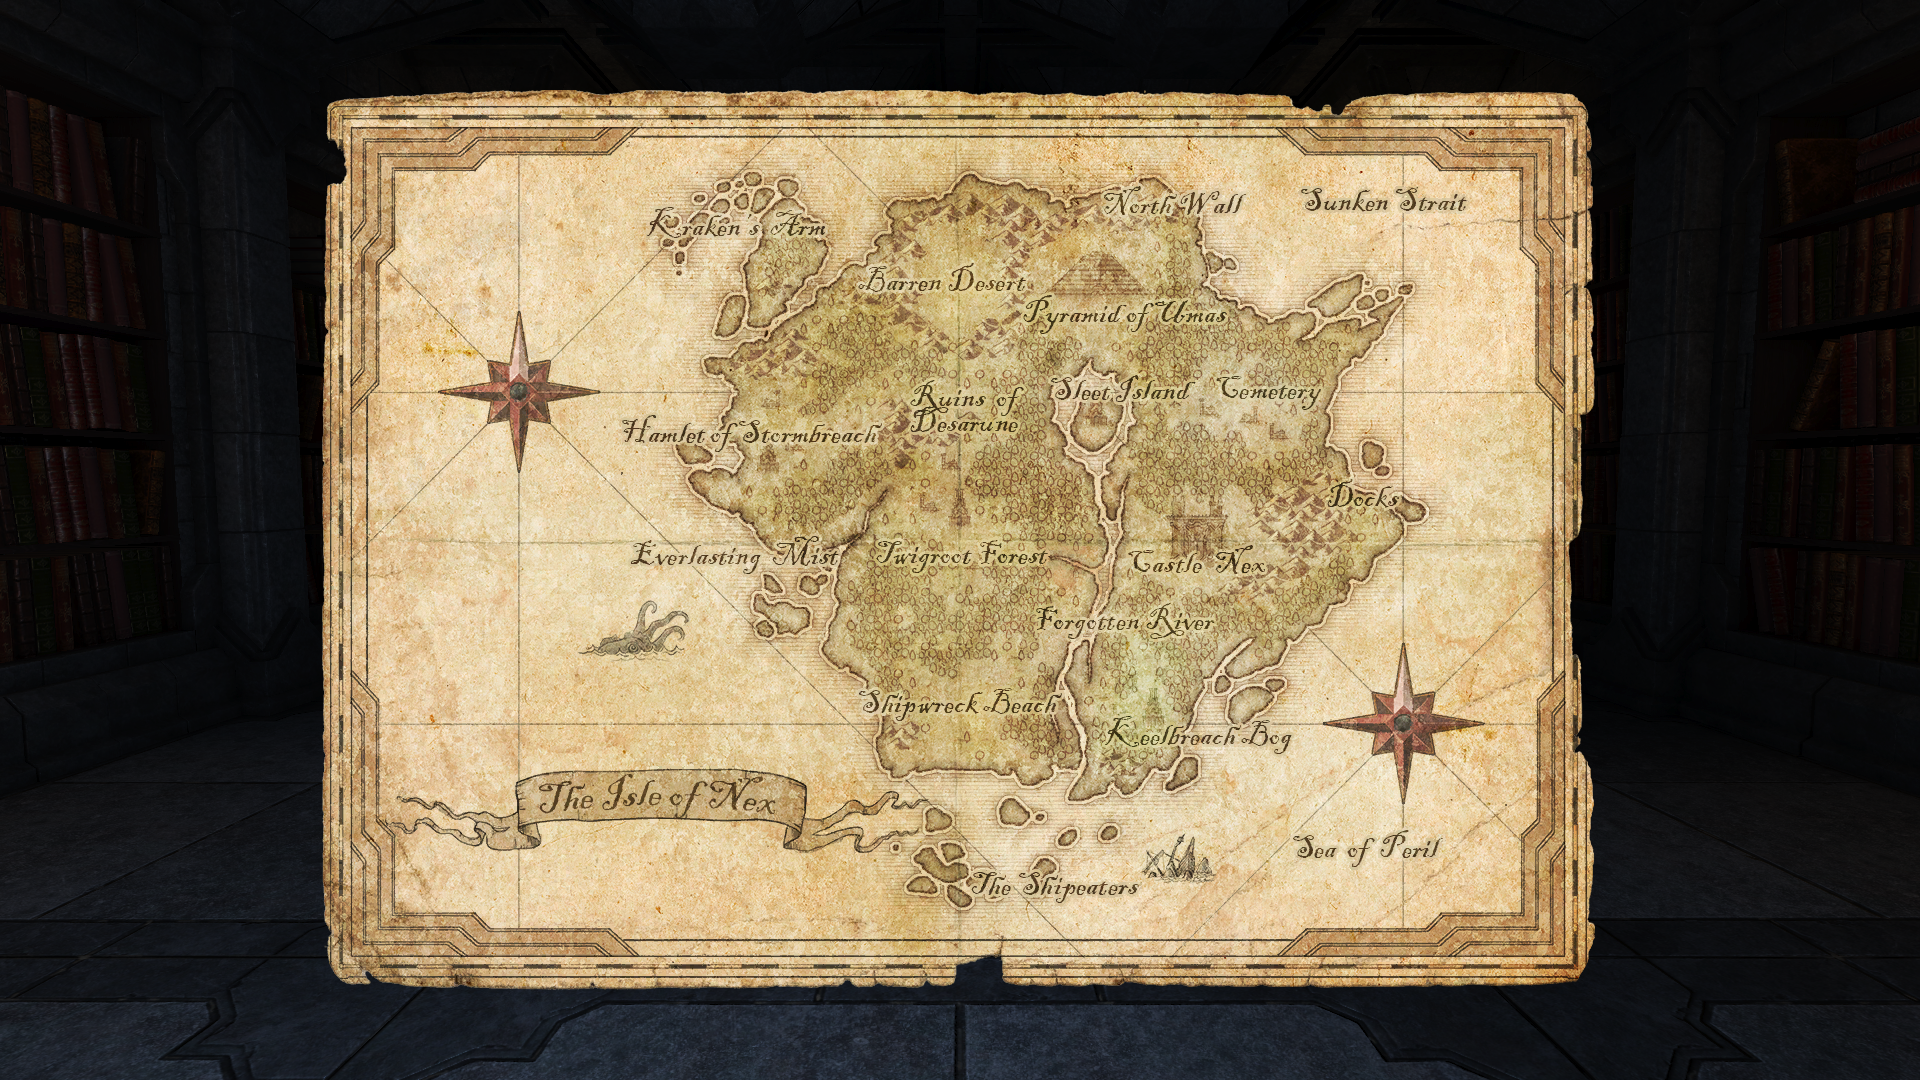 North Wall
Sunken Strait
Kraken's Arm
Barren Desert
Pyramid of Umas
Sleet Island
Cemetery
Ruins of
Desarune
Hamlet of Stormbreach
Docks
Everlasting Mist
Twigroot Forest
Castle Nex
Forgotten River
Shipwreck Beach
Keelbreach Bog
The Isle of Nex
Sea of Peril
The Shipeaters